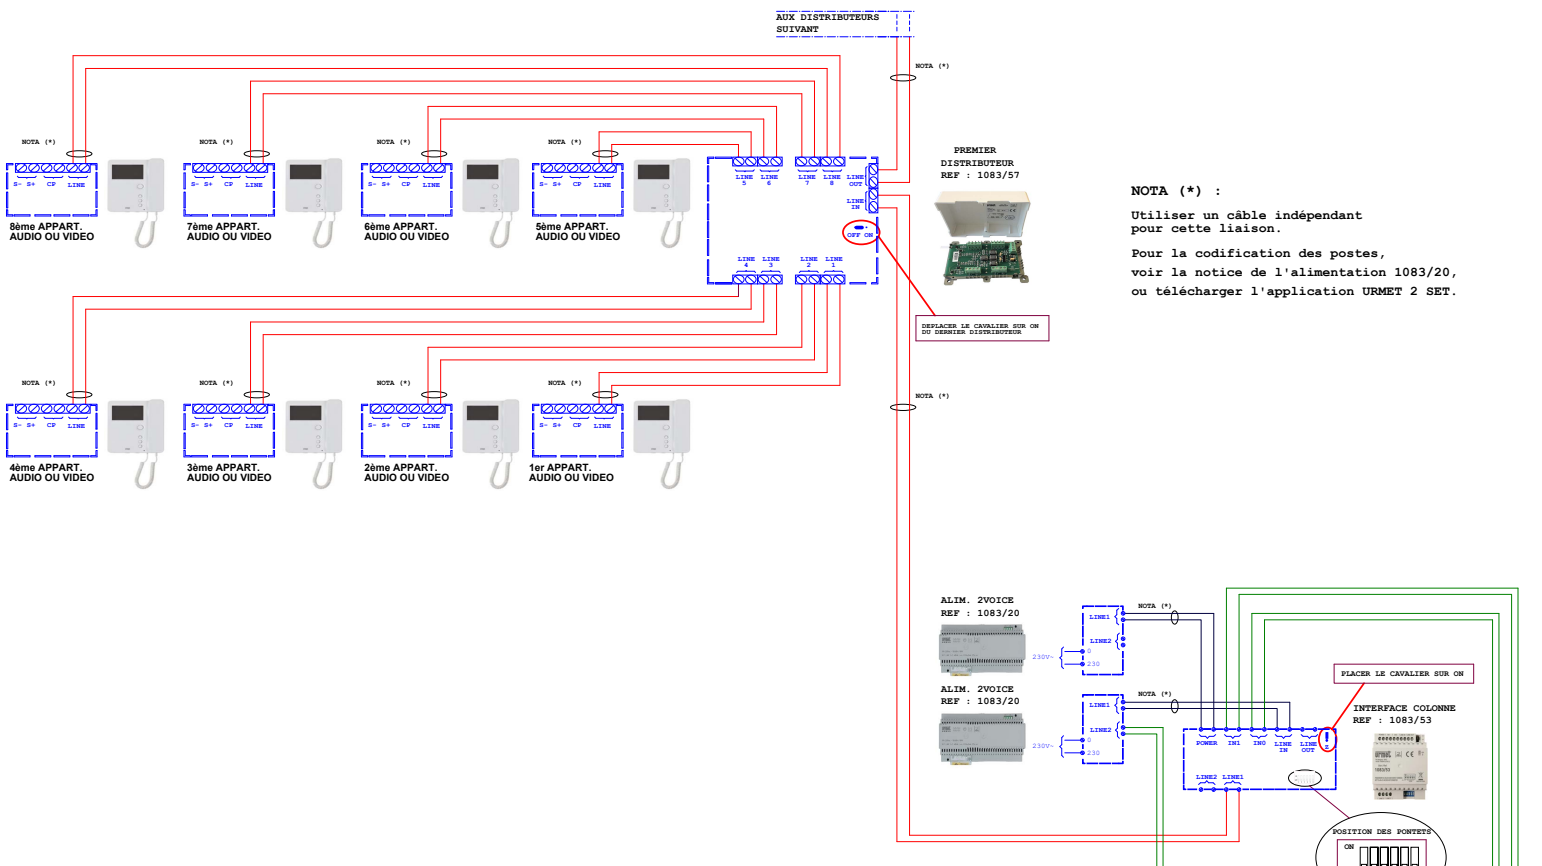 AUX DISTRIBUTEURS
SUIVANT
NOTA (*)
NOTA (*)
NOTA (*)
NOTA (*)
NOTA (*)
S- S+ CP LINE
S- S+ CP LINE
S- S+ CP LINE
S- S+ CP LINE
8ème APPART.
AUDIO OU VIDEO
7ème APPART.
AUDIO OU VIDEO
6ème APPART.
AUDIO OU VIDEO
5ème APPART.
AUDIO OU VIDEO
LINE LINE LINE LINE
5 6 7 8
LINE
OUT
LINE
IN
OFF ON
LINE LINE LINE LINE
4 3 2 1
PREMIER
DISTRIBUTEUR
REF : 1083/57
DEPLACER LE CAVALIER SUR ON
DU DERNIER DISTRIBUTEUR
NOTA (*) :
Utiliser un câble indépendant
pour cette liaison.
Pour la codification des postes,
voir la notice de l'alimentation 1083/20,
ou télécharger l'application URMET 2 SET.
NOTA (*)
NOTA (*)
NOTA (*)
NOTA (*)
NOTA (*)
S- S+ CP LINE
S- S+ CP LINE
S- S+ CP LINE
S- S+ CP LINE
4ème APPART.
AUDIO OU VIDEO
3ème APPART.
AUDIO OU VIDEO
2ème APPART.
AUDIO OU VIDEO
1er APPART.
AUDIO OU VIDEO
ALIM. 2VOICE
REF : 1083/20
230V~
LINE1
LINE2
0
230
NOTA (*)
ALIM. 2VOICE
REF : 1083/20
230V~
LINE1
LINE2
0
230
NOTA (*)
PLACER LE CAVALIER SUR ON
INTERFACE COLONNE
REF : 1083/53
POWER IN1 IN0 LINE
IN
LINE
OUT
Z
LINE2 LINE1
POSITION DES PONTETS
ON